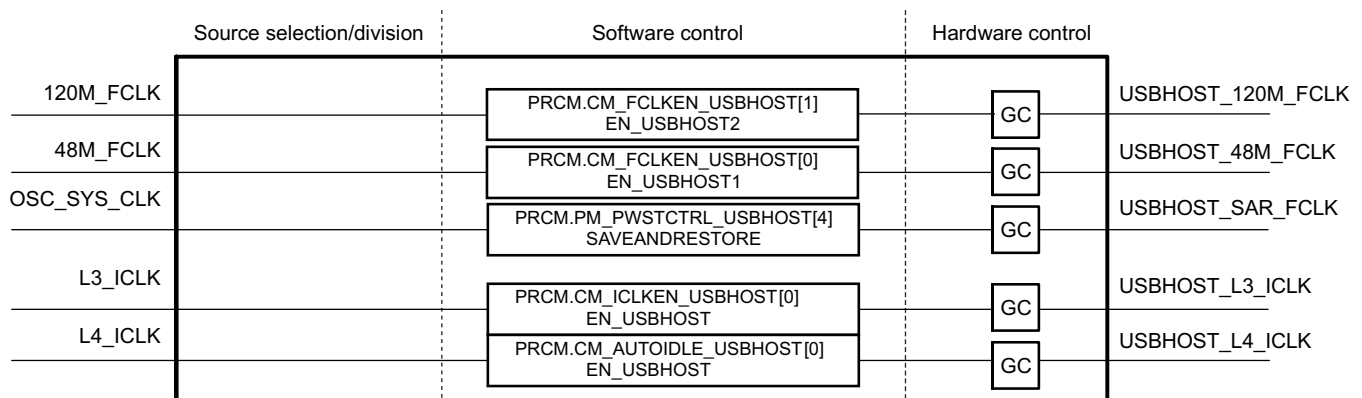 Source selection/division Software control Hardware control
120M_FCLK PRCM.CM_FCLKEN_USBHOST[1] EN_USBHOST2 GC USBHOST_120M_FCLK
48M_FCLK PRCM.CM_FCLKEN_USBHOST[0] EN_USBHOST1 GC USBHOST_48M_FCLK
OSC_SYS_CLK PRCM.PM_PWSTCTRL_USBHOST[4] SAVEANDRESTORE GC USBHOST_SAR_FCLK
L3_ICLK PRCM.CM_ICLKEN_USBHOST[0] EN_USBHOST GC USBHOST_L3_ICLK
L4_ICLK PRCM.CM_AUTOIDLE_USBHOST[0] EN_USBHOST GC USBHOST_L4_ICLK